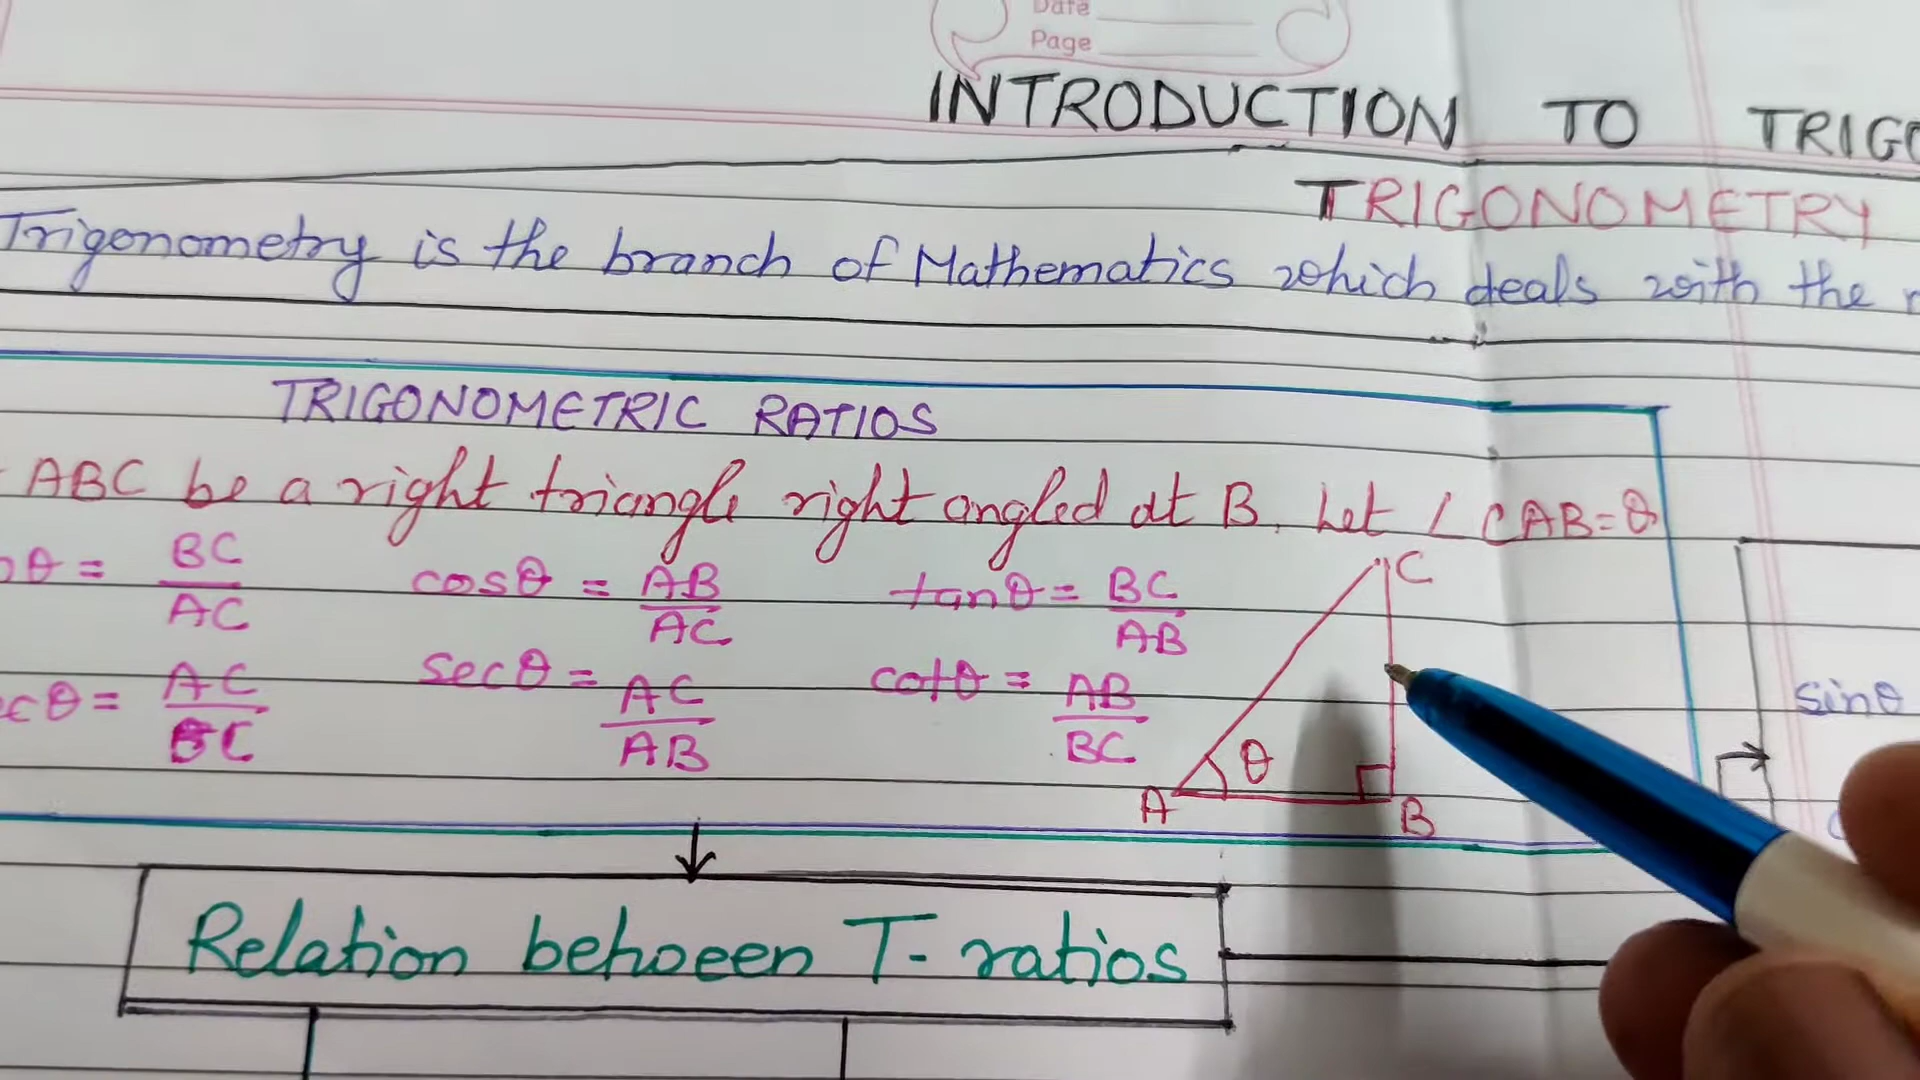 Date
Page
INTRODUCTION TO TRIGO
TRIGONOMETRY
Trigonometry is the branch of Mathematics which deals with the
TRIGONOMETRIC RATIOS
ABC be a right triangle right angled at B. Let ∠CAB=θ
θ = BC/AC cosθ = AB/AC tanθ = BC/AB
cθ = AC/BC secθ = AC/AB cotθ = AB/BC
C
θ
A B
sinθ
Relation between T-ratios